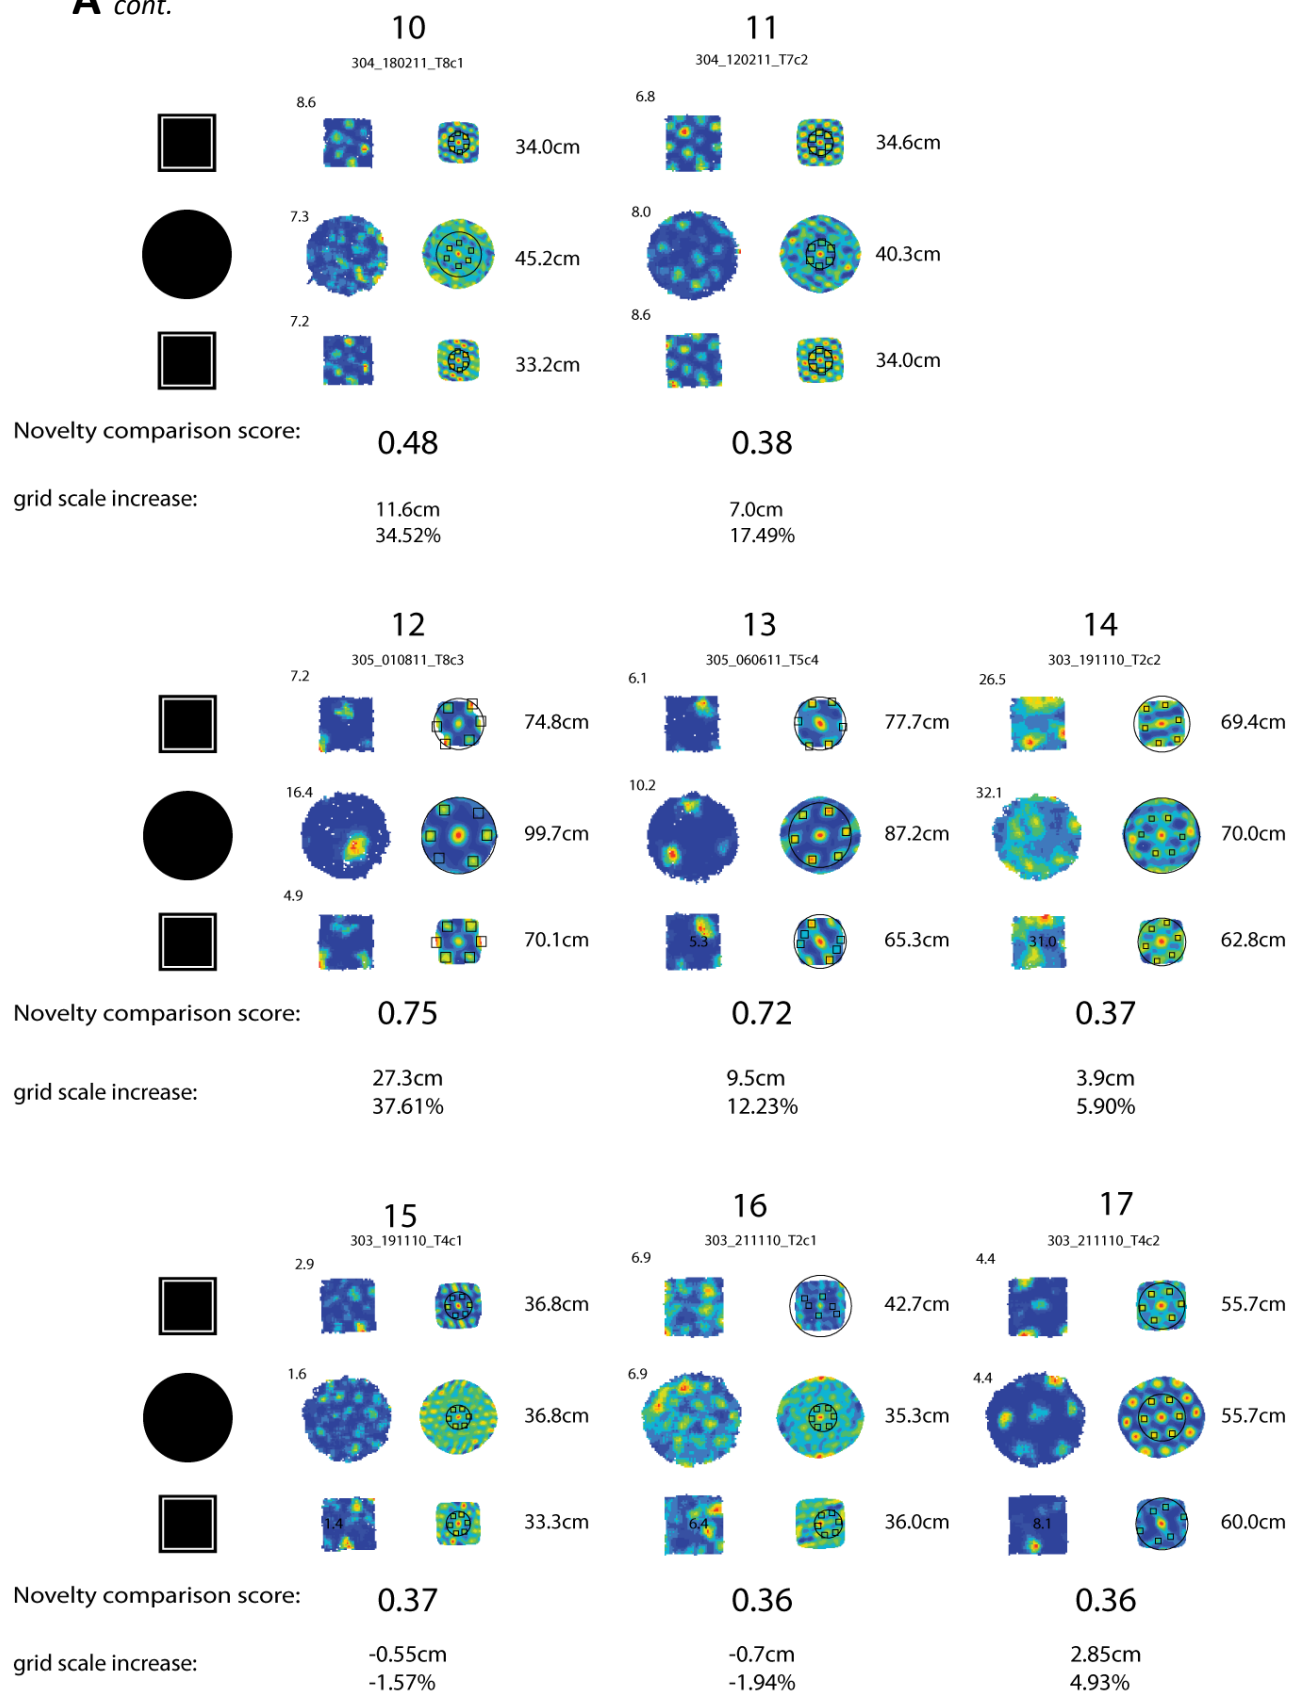 A cont.
10 11
304_180211_T8c1 304_120211_T7c2
8.6 34.0cm 6.8 34.6cm
7.3 45.2cm 8.0 40.3cm
7.2 33.2cm 8.6 34.0cm
Novelty comparison score: 0.48 0.38
grid scale increase: 11.6cm 7.0cm
34.52% 17.49%
12 13 14
305_010811_T8c3 305_060611_T5c4 303_191110_T2c2
7.2 74.8cm 6.1 77.7cm 26.5 69.4cm
16.4 99.7cm 10.2 87.2cm 32.1 70.0cm
4.9 70.1cm 5.3 65.3cm 31.0 62.8cm
Novelty comparison score: 0.75 0.72 0.37
grid scale increase: 27.3cm 9.5cm 3.9cm
37.61% 12.23% 5.90%
15 16 17
303_191110_T4c1 303_211110_T2c1 303_211110_T4c2
2.9 36.8cm 6.9 42.7cm 4.4 55.7cm
1.6 36.8cm 6.9 35.3cm 4.4 55.7cm
1.4 33.3cm 6.4 36.0cm 8.1 60.0cm
Novelty comparison score: 0.37 0.36 0.36
grid scale increase: -0.55cm -0.7cm 2.85cm
-1.57% -1.94% 4.93%